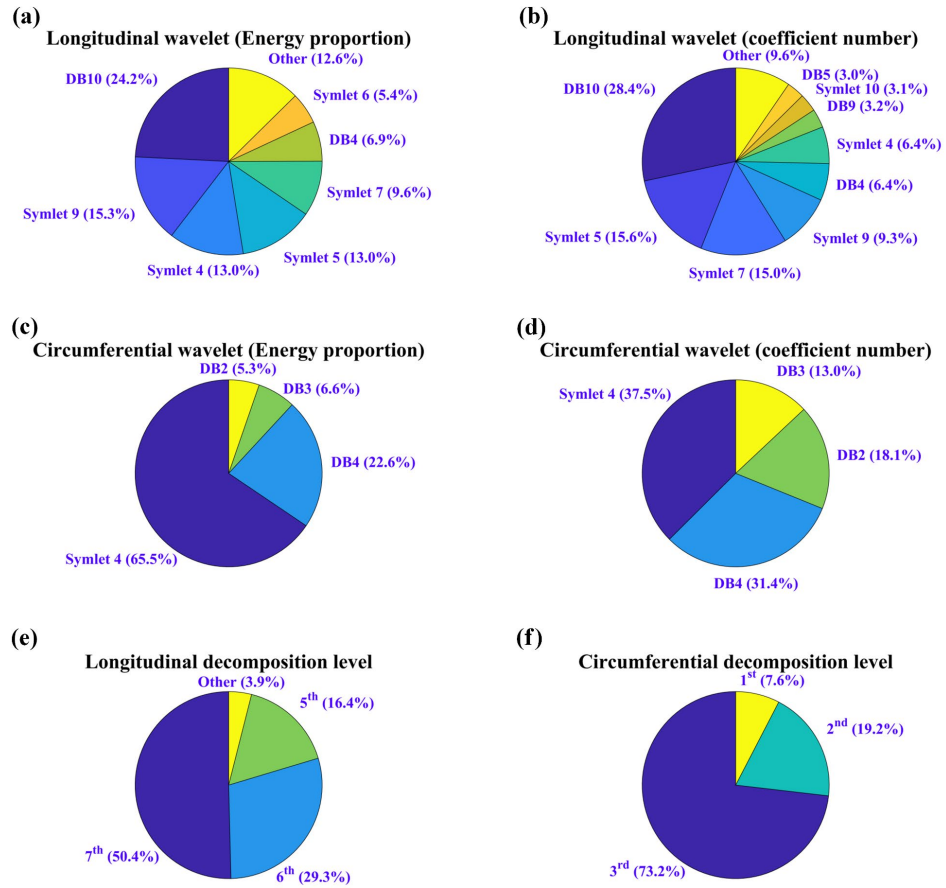 (a)
Longitudinal wavelet (Energy proportion)
Other (12.6%)
DB10 (24.2%)
Symlet 6 (5.4%)
DB4 (6.9%)
Symlet 7 (9.6%)
Symlet 9 (15.3%)
Symlet 5 (13.0%)
Symlet 4 (13.0%)
(b)
Longitudinal wavelet (coefficient number)
Other (9.6%)
DB5 (3.0%)
DB10 (28.4%)
Symlet 10 (3.1%)
DB9 (3.2%)
Symlet 4 (6.4%)
DB4 (6.4%)
Symlet 5 (15.6%)
Symlet 9 (9.3%)
Symlet 7 (15.0%)
(c)
Circumferential wavelet (Energy proportion)
DB2 (5.3%)
DB3 (6.6%)
DB4 (22.6%)
Symlet 4 (65.5%)
(d)
Circumferential wavelet (coefficient number)
DB3 (13.0%)
Symlet 4 (37.5%)
DB2 (18.1%)
DB4 (31.4%)
(e)
Longitudinal decomposition level
Other (3.9%)
5th (16.4%)
7th (50.4%)
6th (29.3%)
(f)
Circumferential decomposition level
1st (7.6%)
2nd (19.2%)
3rd (73.2%)